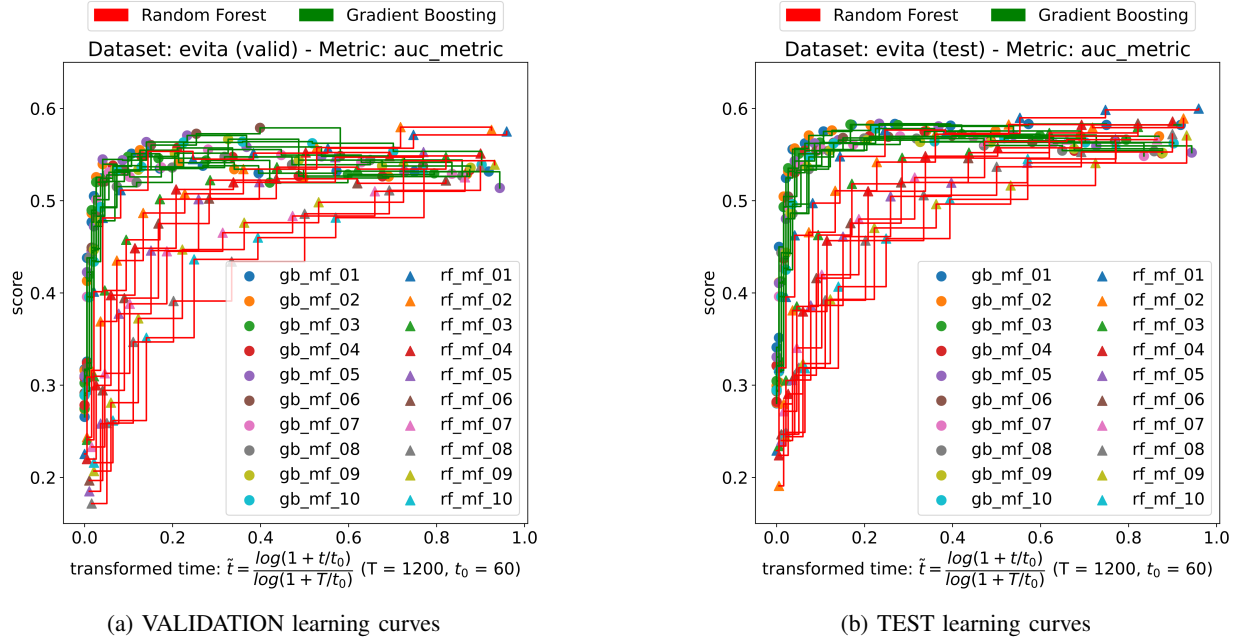 Random Forest Gradient Boosting
Dataset: evita (valid) - Metric: auc_metric
score
0.6
0.5
0.4
0.3
0.2
gb_mf_01 rf_mf_01
gb_mf_02 rf_mf_02
gb_mf_03 rf_mf_03
gb_mf_04 rf_mf_04
gb_mf_05 rf_mf_05
gb_mf_06 rf_mf_06
gb_mf_07 rf_mf_07
gb_mf_08 rf_mf_08
gb_mf_09 rf_mf_09
gb_mf_10 rf_mf_10
0.0 0.2 0.4 0.6 0.8 1.0
transformed time: t̃ = log(1 + t/t₀) / log(1 + T/t₀) (T = 1200, t₀ = 60)
(a) VALIDATION learning curves
Random Forest Gradient Boosting
Dataset: evita (test) - Metric: auc_metric
score
0.6
0.5
0.4
0.3
0.2
gb_mf_01 rf_mf_01
gb_mf_02 rf_mf_02
gb_mf_03 rf_mf_03
gb_mf_04 rf_mf_04
gb_mf_05 rf_mf_05
gb_mf_06 rf_mf_06
gb_mf_07 rf_mf_07
gb_mf_08 rf_mf_08
gb_mf_09 rf_mf_09
gb_mf_10 rf_mf_10
0.0 0.2 0.4 0.6 0.8 1.0
transformed time: t̃ = log(1 + t/t₀) / log(1 + T/t₀) (T = 1200, t₀ = 60)
(b) TEST learning curves